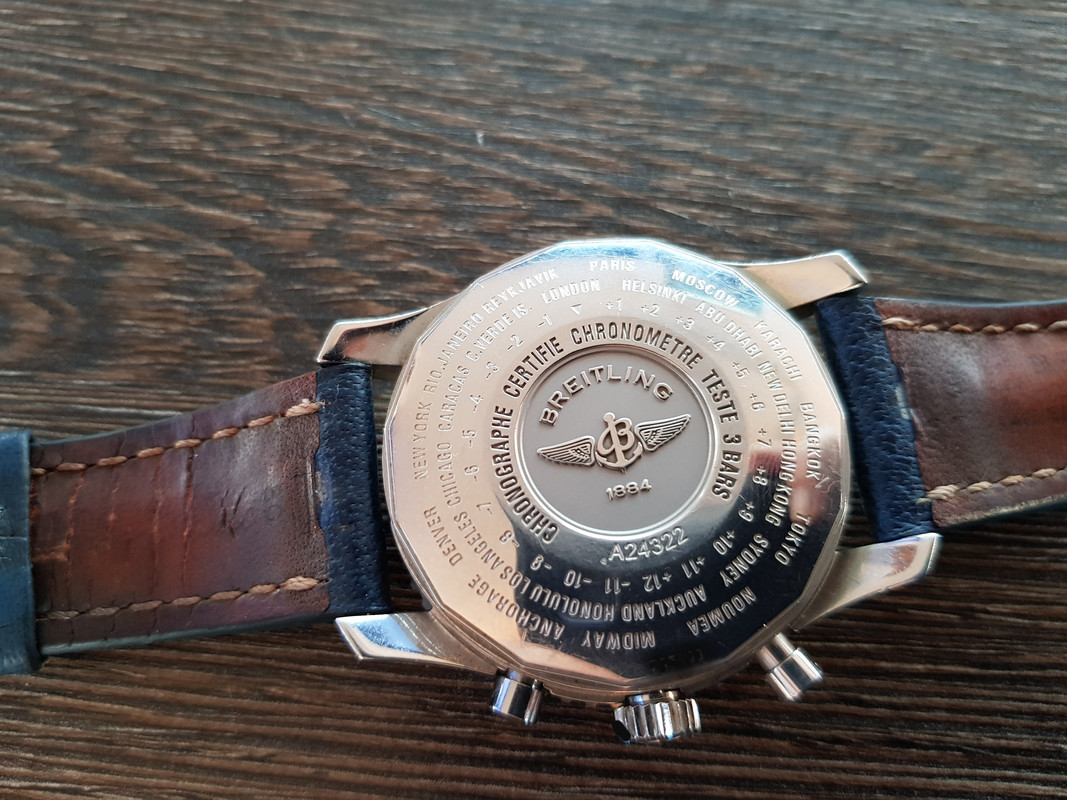 BREITLING
1884
CHRONOGRAPHE CERTIFIE CHRONOMETRE TESTE 3 BARS
A24322
▽ +1 +2 +3 +4 +5 +6 +7 +8 +9 +10 +11 +12 -11 -10 -9 -8 -7 -6 -5 -4 -3 -2 -1
LONDON HELSINKI ABU DHABI NEW DELHI HONG KONG SYDNEY AUCKLAND HONOLULU LOS ANGELES CHICAGO CARACAS C.VERDE IS.
REYKJAVIK PARIS MOSCOW KARACHI BANGKOK TOKYO NOUMEA MIDWAY ANCHORAGE DENVER NEW YORK RIO.JANEIRO